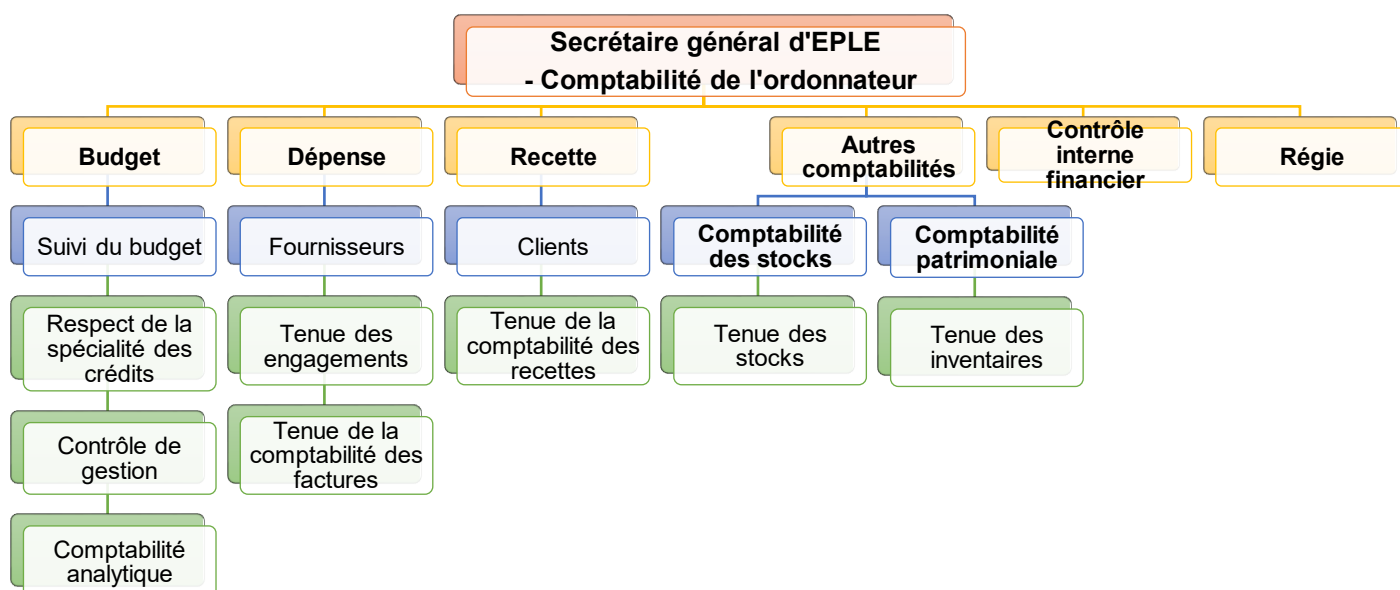 Secrétaire général d'EPLE
- Comptabilité de l'ordonnateur
Budget
Dépense
Recette
Autres
comptabilités
Contrôle
interne
financier
Régie
Suivi du budget
Fournisseurs
Clients
Comptabilité
des stocks
Comptabilité
patrimoniale
Respect de la
spécialité des
crédits
Tenue des
engagements
Tenue de la
comptabilité des
recettes
Tenue des
stocks
Tenue des
inventaires
Contrôle de
gestion
Tenue de la
comptabilité des
factures
Comptabilité
analytique